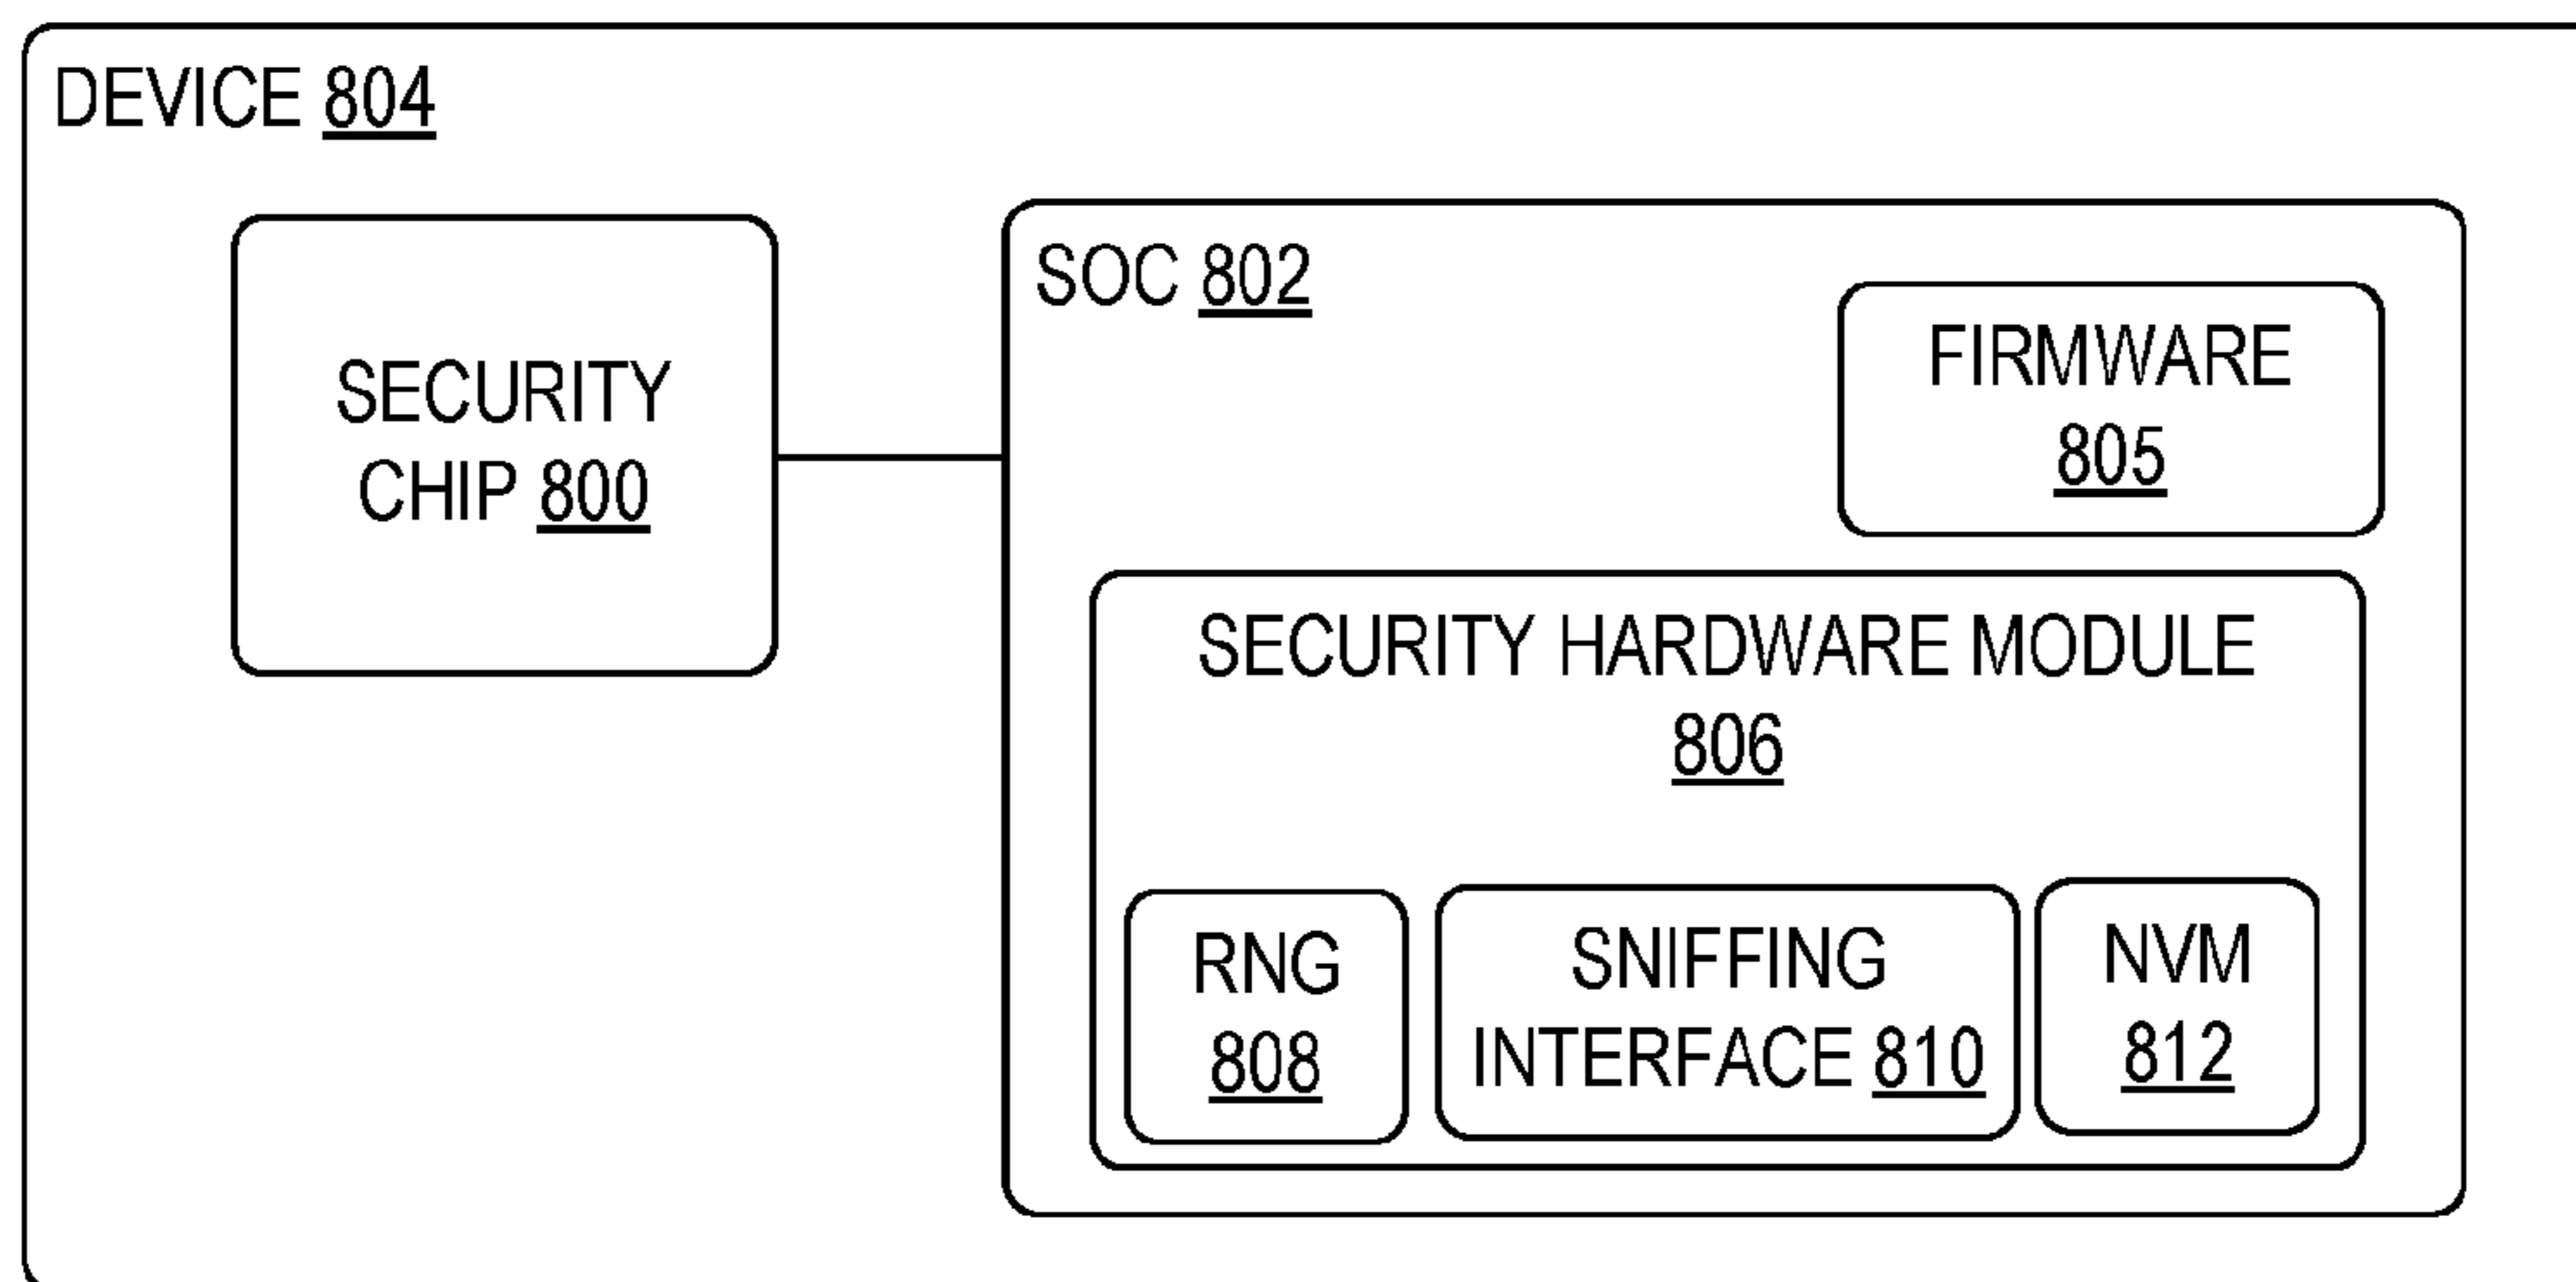 DEVICE 804
SECURITY
CHIP 800
SOC 802
FIRMWARE
805
SECURITY HARDWARE MODULE
806
RNG
808
SNIFFING
INTERFACE 810
NVM
812